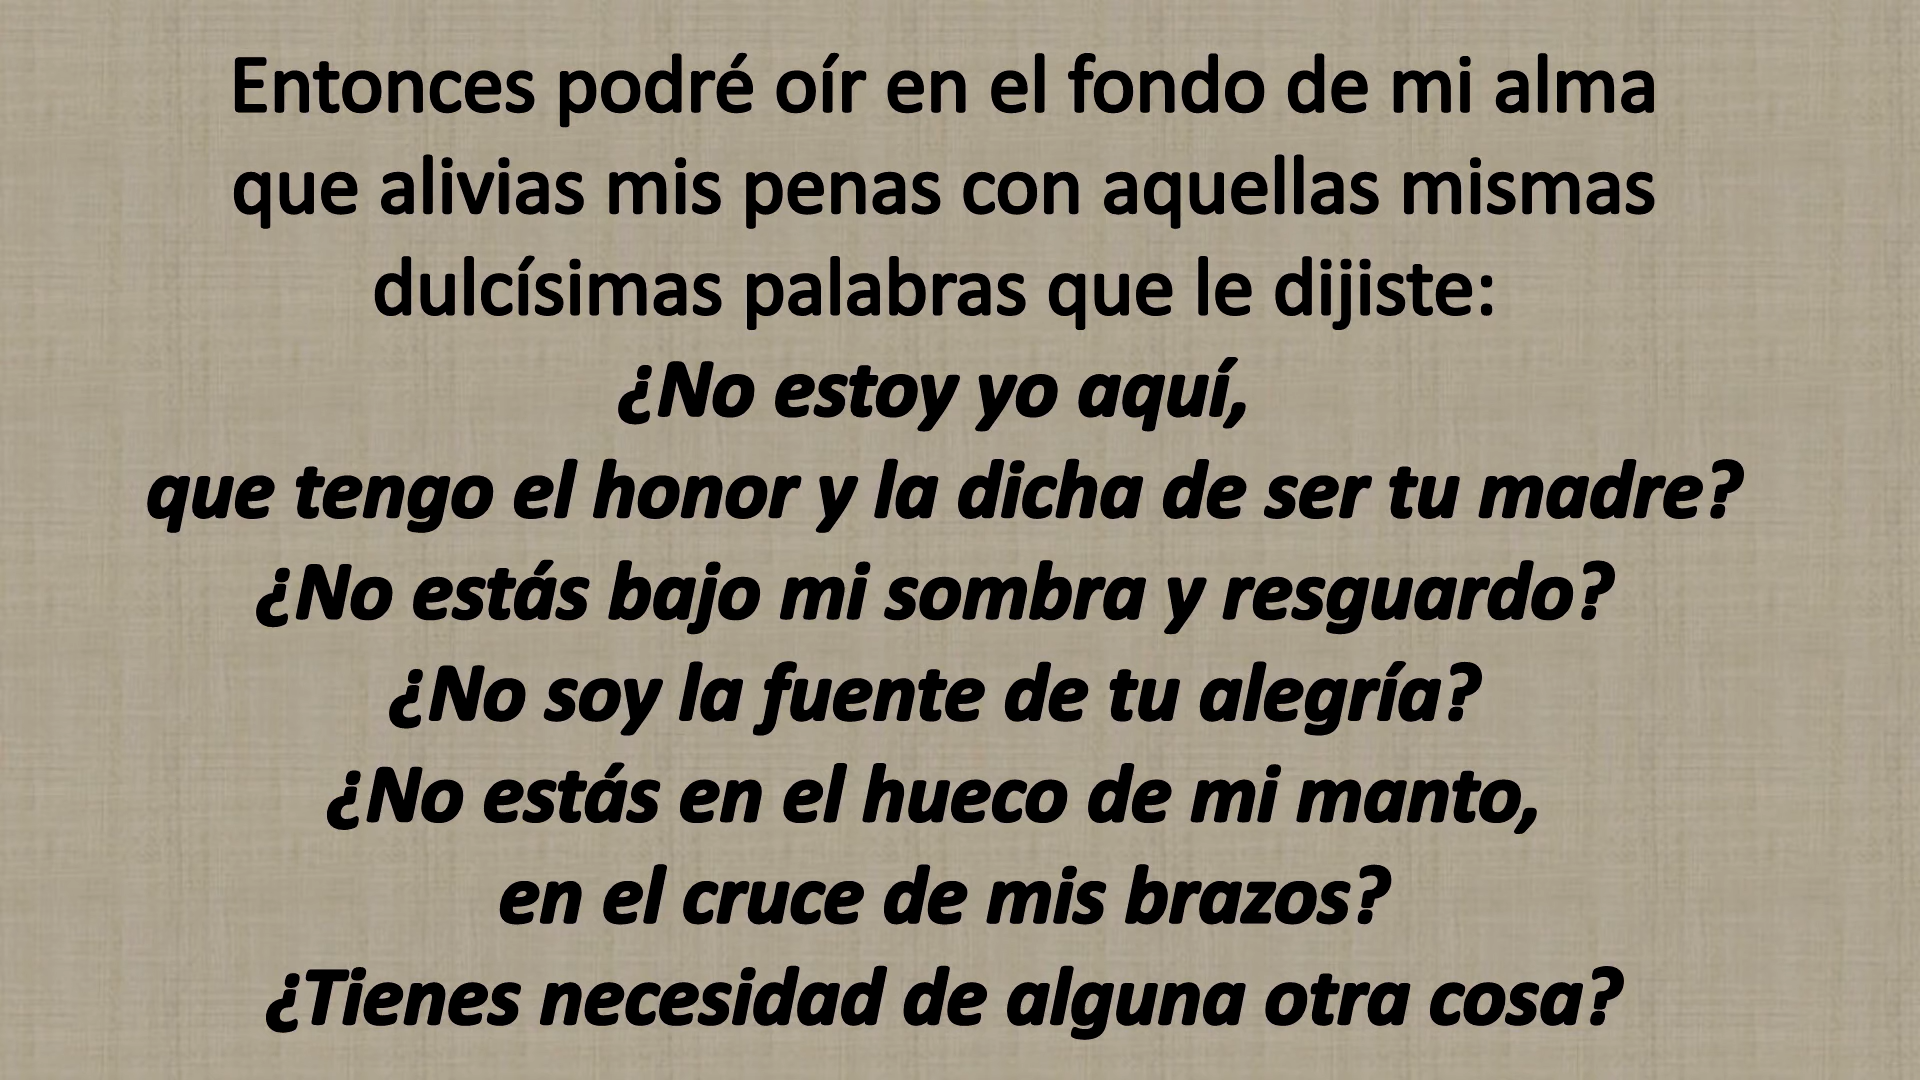 Entonces podré oír en el fondo de mi alma
que alivias mis penas con aquellas mismas
dulcísimas palabras que le dijiste:
¿No estoy yo aquí,
que tengo el honor y la dicha de ser tu madre?
¿No estás bajo mi sombra y resguardo?
¿No soy la fuente de tu alegría?
¿No estás en el hueco de mi manto,
en el cruce de mis brazos?
¿Tienes necesidad de alguna otra cosa?